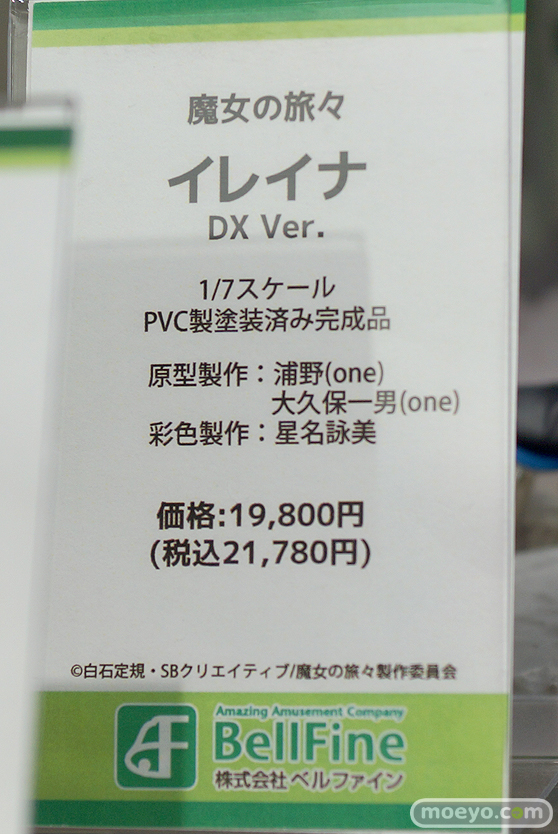 魔女の旅々
イレイナ
DX Ver.
1/7スケール
PVC製塗装済み完成品
原型製作：浦野(one)
大久保一男(one)
彩色製作：星名詠美
価格:19,800円
(税込21,780円)
©白石定規・SBクリエイティブ/魔女の旅々製作委員会
Amazing Amusement Company
BellFine
株式会社ベルファイン
moeyo.com